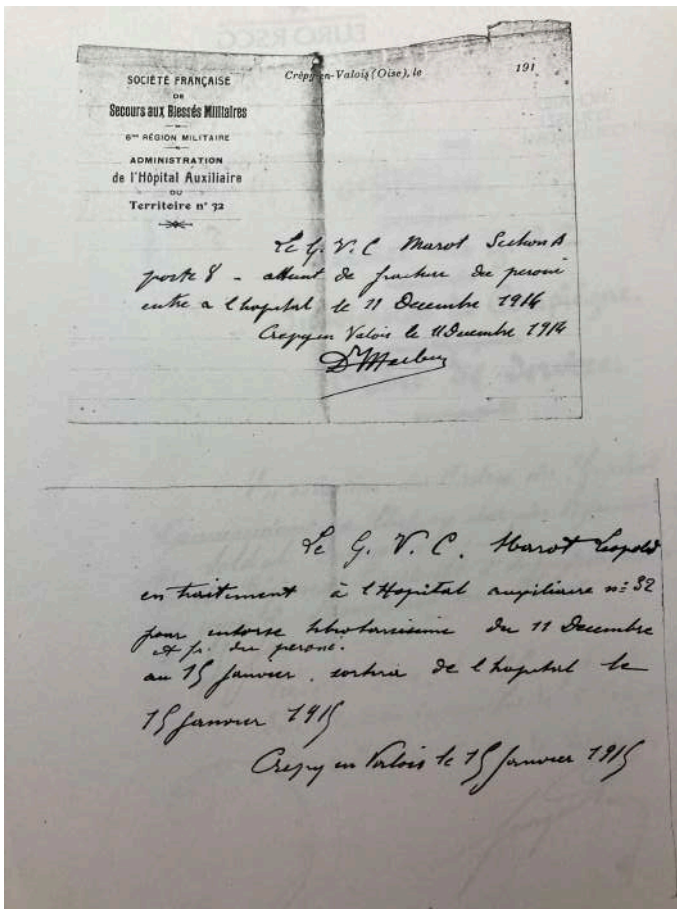 SOCIÉTÉ FRANÇAISE
DE
Secours aux Blessés Militaires
6me RÉGION MILITAIRE
ADMINISTRATION
de l'Hôpital Auxiliaire
DU
Territoire n° 32
Crépy-en-Valois (Oise), le 191
Le G. V. C Marot Section A
poste 8 - atteint de fracture du peroné
entre a l'hopital le 11 Decembre 1914
Crepy en Valois le 11 Decembre 1914
Dr
Le G. V. C. Marot Leopold
en traitement à l'Hopital auxiliaire n° 32
pour entorse du 11 Decembre
et fr. du peroné.
au 15 Janvier. sortira de l'hopital le
15 Janvier 1915
Crepy en Valois le 15 Janvier 1915